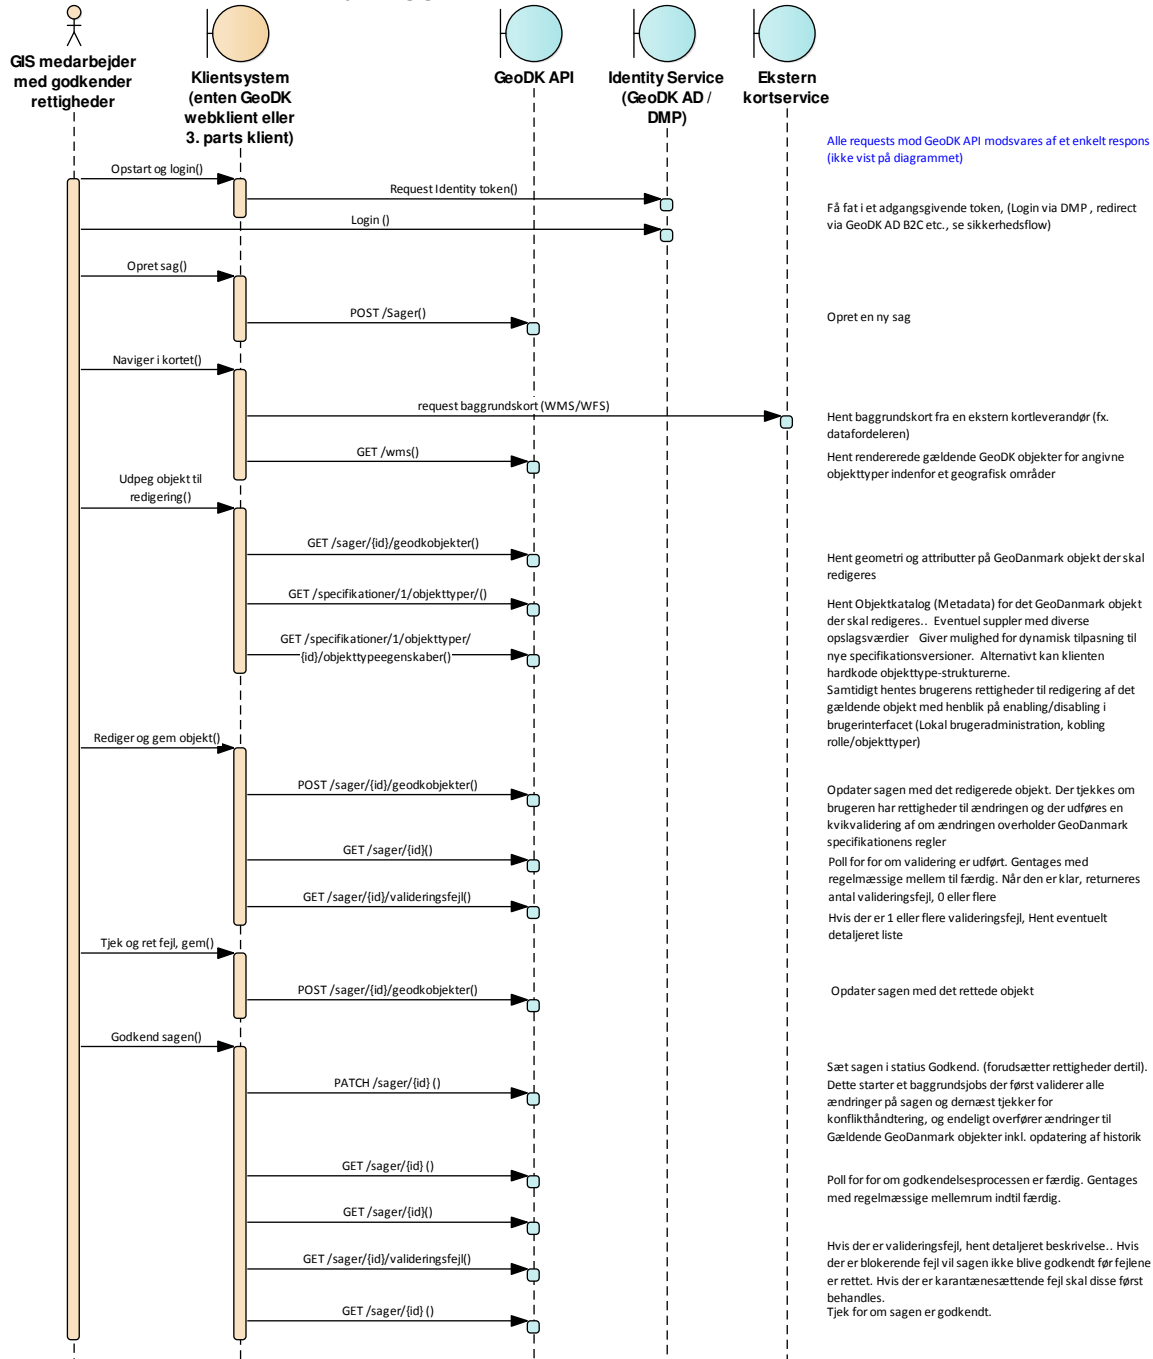 GIS medarbejder
med godkender
rettigheder
Klientsystem
(enten GeoDK
webklient eller
3. parts klient)
GeoDK API
Identity Service
(GeoDK AD /
DMP)
Ekstern
kortservice
Alle requests mod GeoDK API modsvares af et enkelt respons
(ikke vist på diagrammet)
Opstart og login()
Request Identity token()
Login ()
Få fat i et adgangsgivende token, (Login via DMP , redirect
via GeoDK AD B2C etc., se sikkerhedsflow)
Opret sag()
POST /Sager()
Opret en ny sag
Naviger i kortet()
request baggrundskort (WMS/WFS)
Hent baggrundskort fra en ekstern kortleverandør (fx.
datafordeleren)
GET /wms()
Hent rendererede gældende GeoDK objekter for angivne
objekttyper indenfor et geografisk områder
Udpeg objekt til
redigering()
GET /sager/{id}/geodkobjekter()
Hent geometri og attributter på GeoDanmark objekt der skal
redigeres
GET /specifikationer/1/objekttyper/()
Hent Objektkatalog (Metadata) for det GeoDanmark objekt
der skal redigeres.. Eventuel suppler med diverse
opslagsværdier Giver mulighed for dynamisk tilpasning til
nye specifikationsversioner. Alternativt kan klienten
hardkode objekttype-strukturerne.
GET /specifikationer/1/objekttyper/
{id}/objekttypeegenskaber()
Samtidigt hentes brugerens rettigheder til redigering af det
gældende objekt med henblik på enabling/disabling i
brugerinterfacet (Lokal brugeradministration, kobling
rolle/objekttyper)
Rediger og gem objekt()
POST /sager/{id}/geodkobjekter()
Opdater sagen med det redigerede objekt. Der tjekkes om
brugeren har rettigheder til ændringen og der udføres en
kvikvalidering af om ændringen overholder GeoDanmark
specifikationens regler
GET /sager/{id}()
Poll for for om validering er udført. Gentages med
regelmæssige mellem til færdig. Når den er klar, returneres
antal valideringsfejl, 0 eller flere
GET /sager/{id}/valideringsfejl()
Hvis der er 1 eller flere valideringsfejl, Hent eventuelt
detaljeret liste
Tjek og ret fejl, gem()
POST /sager/{id}/geodkobjekter()
Opdater sagen med det rettede objekt
Godkend sagen()
PATCH /sager/{id} ()
Sæt sagen i statius Godkend. (forudsætter rettigheder dertil).
Dette starter et baggrundsjobs der først validerer alle
ændringer på sagen og dernæst tjekker for
konflikthåndtering, og endeligt overfører ændringer til
Gældende GeoDanmark objekter inkl. opdatering af historik
GET /sager/{id} ()
Poll for for om godkendelsesprocessen er færdig. Gentages
med regelmæssige mellemrum indtil færdig.
GET /sager/{id}()
GET /sager/{id}/valideringsfejl()
Hvis der er valideringsfejl, hent detaljeret beskrivelse.. Hvis
der er blokerende fejl vil sagen ikke blive godkendt før fejlene
er rettet. Hvis der er karantænesættende fejl skal disse først
behandles.
GET /sager/{id} ()
Tjek for om sagen er godkendt.